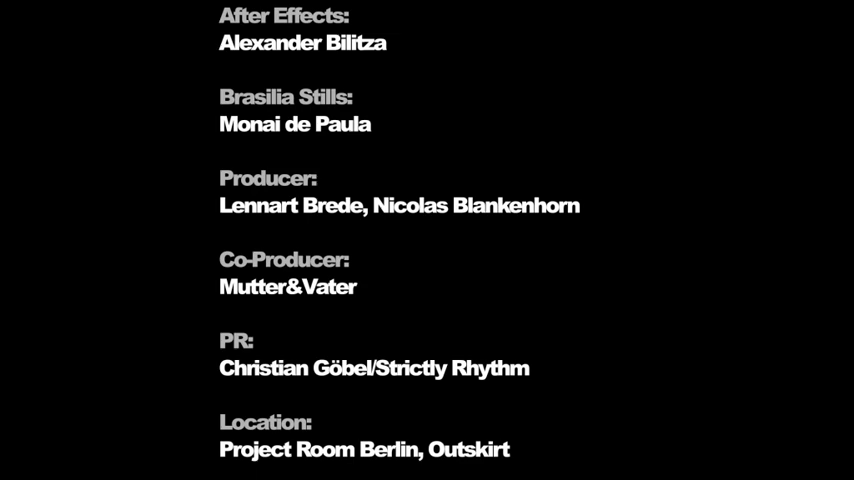 After Effects:
Alexander Bilitza
Brasilia Stills:
Monai de Paula
Producer:
Lennart Brede, Nicolas Blankenhorn
Co-Producer:
Mutter&Vater
PR:
Christian Göbel/Strictly Rhythm
Location:
Project Room Berlin, Outskirt